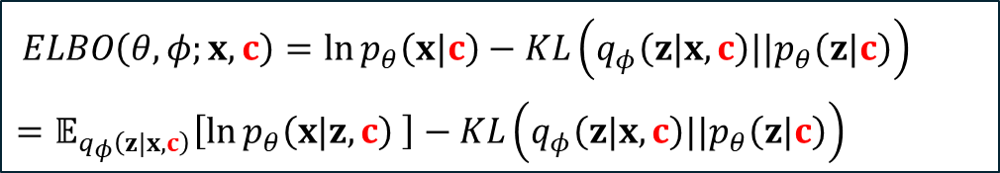 ELBO(θ, ϕ; x, c) = ln p_θ(x|c) − KL(q_ϕ(z|x, c)||p_θ(z|c))
= 𝔼_{q_ϕ(z|x,c)}[ln p_θ(x|z, c) ] − KL(q_ϕ(z|x, c)||p_θ(z|c))